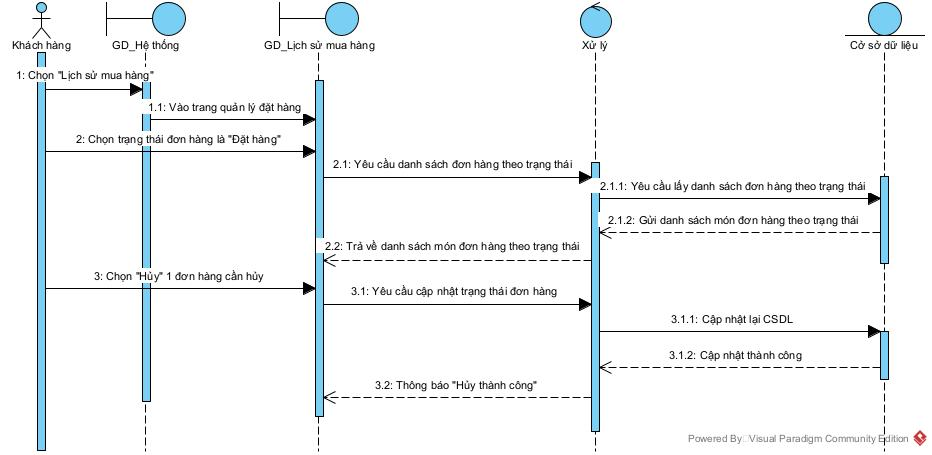 Khách hàng
GD_Hệ thống
GD_Lịch sử mua hàng
Xử lý
Cở sở dữ liệu
1: Chọn "Lịch sử mua hàng"
1.1: Vào trang quản lý đặt hàng
2: Chọn trạng thái đơn hàng là "Đặt hàng"
2.1: Yêu cầu danh sách đơn hàng theo trạng thái
2.1.1: Yêu cầu lấy danh sách đơn hàng theo trạng thái
2.1.2: Gửi danh sách món đơn hàng theo trạng thái
2.2: Trả về danh sách món đơn hàng theo trạng thái
3: Chọn "Hủy" 1 đơn hàng cần hủy
3.1: Yêu cầu cập nhật trạng thái đơn hàng
3.1.1: Cập nhật lại CSDL
3.1.2: Cập nhật thành công
3.2: Thông báo "Hủy thành công"
Powered By Visual Paradigm Community Edition